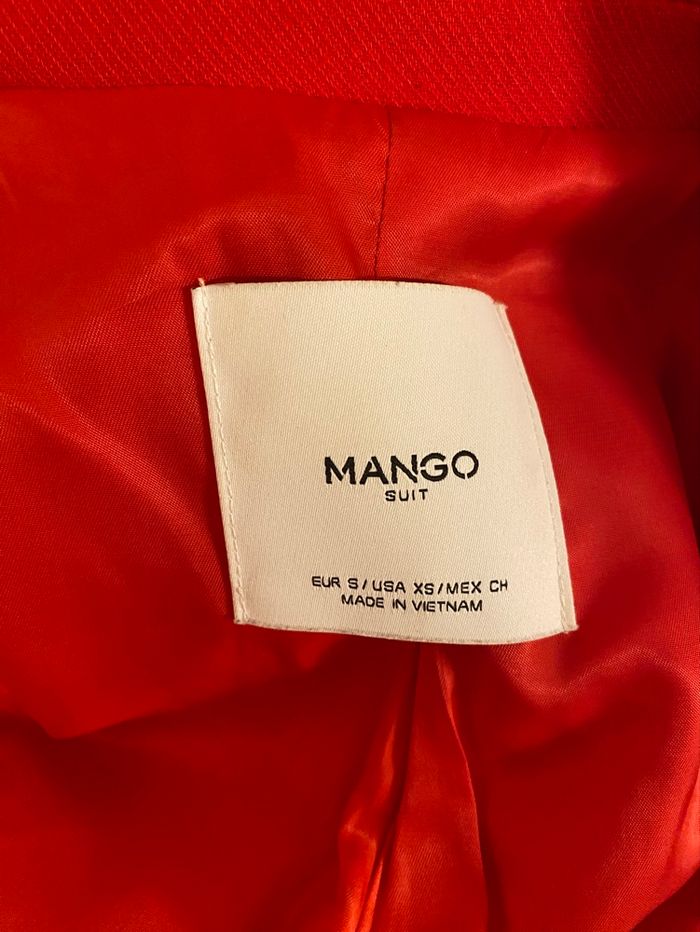 MANGO
SUIT
EUR S/USA XS/MEX CH
MADE IN VIETNAM